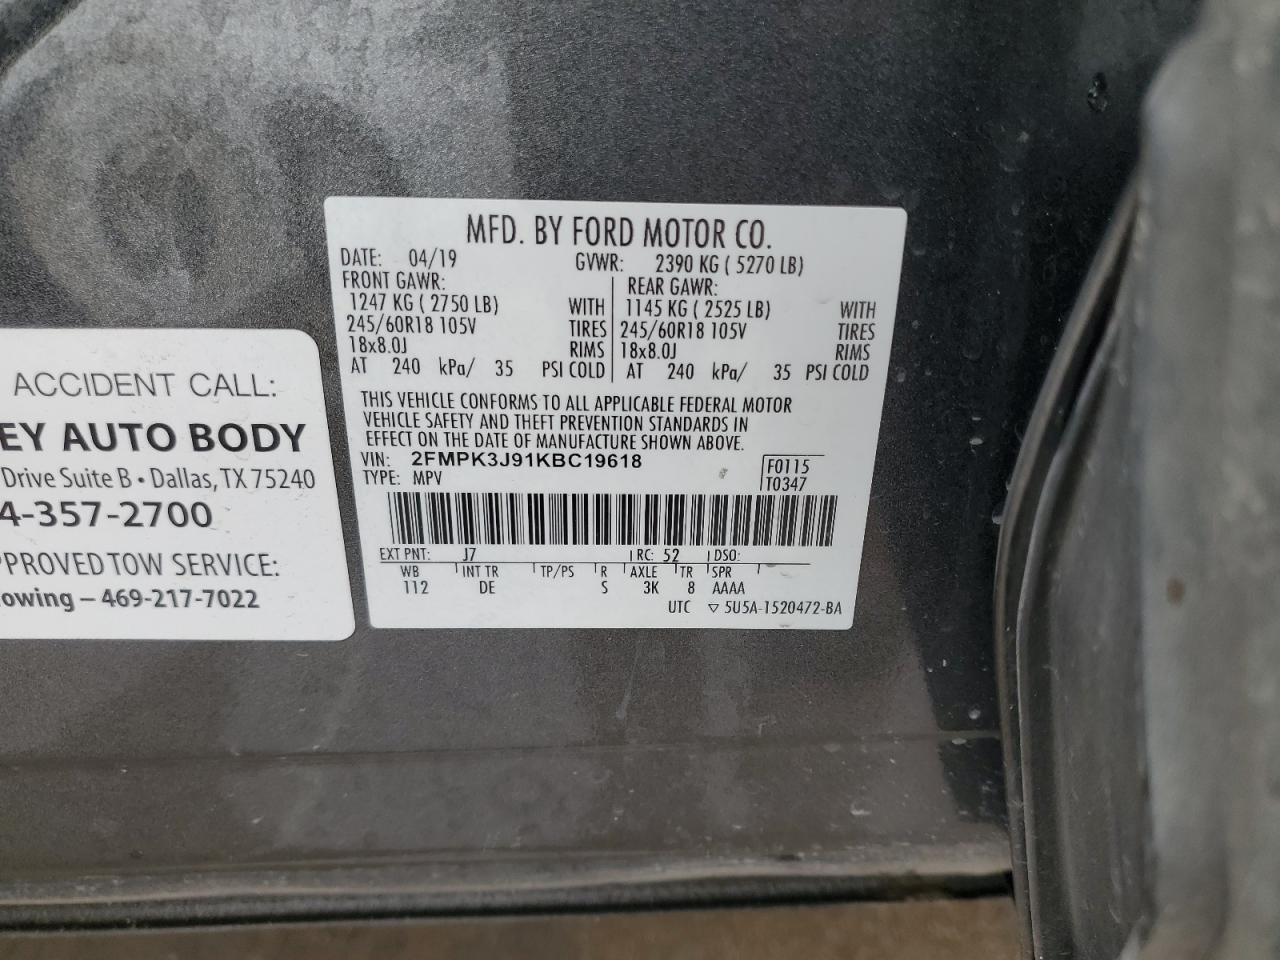 MFD. BY FORD MOTOR CO.
DATE: 04/19 GVWR: 2390 KG ( 5270 LB)
FRONT GAWR: REAR GAWR:
1247 KG ( 2750 LB) WITH 1145 KG ( 2525 LB) WITH
245/60R18 105V TIRES 245/60R18 105V TIRES
18x8.0J RIMS 18x8.0J RIMS
AT 240 kPa/ 35 PSI COLD AT 240 kPa/ 35 PSI COLD
THIS VEHICLE CONFORMS TO ALL APPLICABLE FEDERAL MOTOR
VEHICLE SAFETY AND THEFT PREVENTION STANDARDS IN
EFFECT ON THE DATE OF MANUFACTURE SHOWN ABOVE.
VIN: 2FMPK3J91KBC19618 F0115
TYPE: MPV T0347
EXT PNT: J7 RC: 52 DSO:
WB INT TR TP/PS R AXLE TR SPR
112 DE S 3K 8 AAAA
UTC ▽ 5U5A-1520472-BA
ACCIDENT CALL:
EY AUTO BODY
Drive Suite B • Dallas, TX 75240
4-357-2700
PPROVED TOW SERVICE:
owing – 469-217-7022